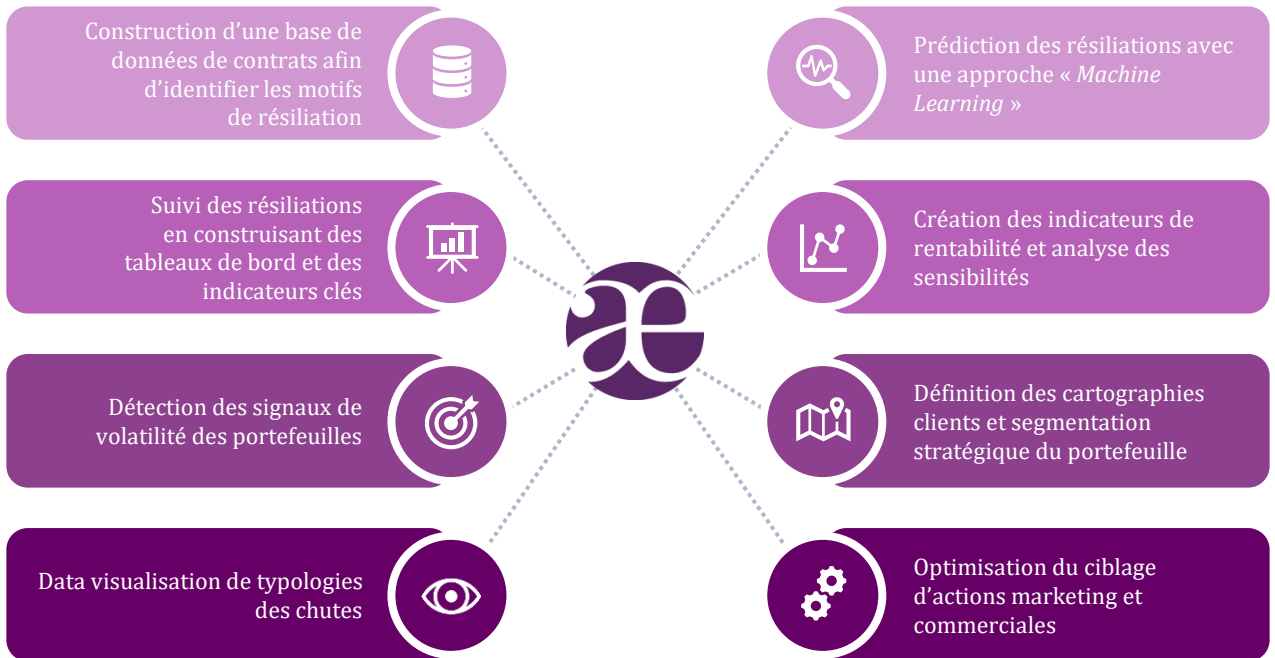 Construction d’une base de
données de contrats afin
d’identifier les motifs
de résiliation
Suivi des résiliations
en construisant des
tableaux de bord et des
indicateurs clés
Détection des signaux de
volatilité des portefeuilles
Data visualisation de typologies
des chutes
æ
Prédiction des résiliations avec
une approche « Machine
Learning »
Création des indicateurs de
rentabilité et analyse des
sensibilités
Définition des cartographies
clients et segmentation
stratégique du portefeuille
Optimisation du ciblage
d’actions marketing et
commerciales